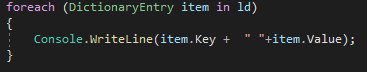 foreach (DictionaryEntry item in ld)
{
    Console.WriteLine(item.Key +  " "+item.Value);
}